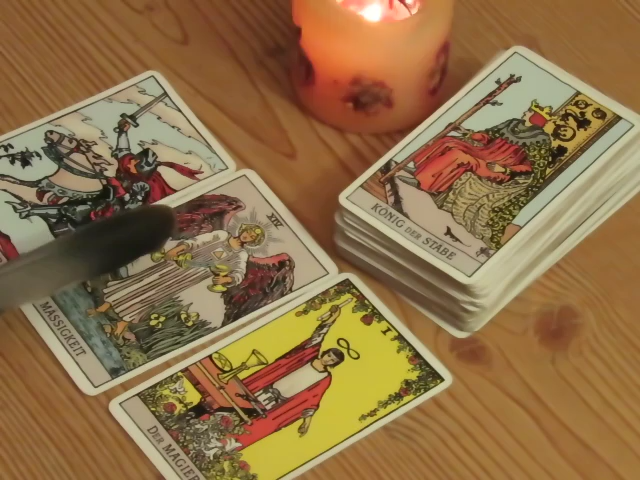 KÖNIG DER STÄBE
XIV
MÄSSIGKEIT
I
DER MAGIER